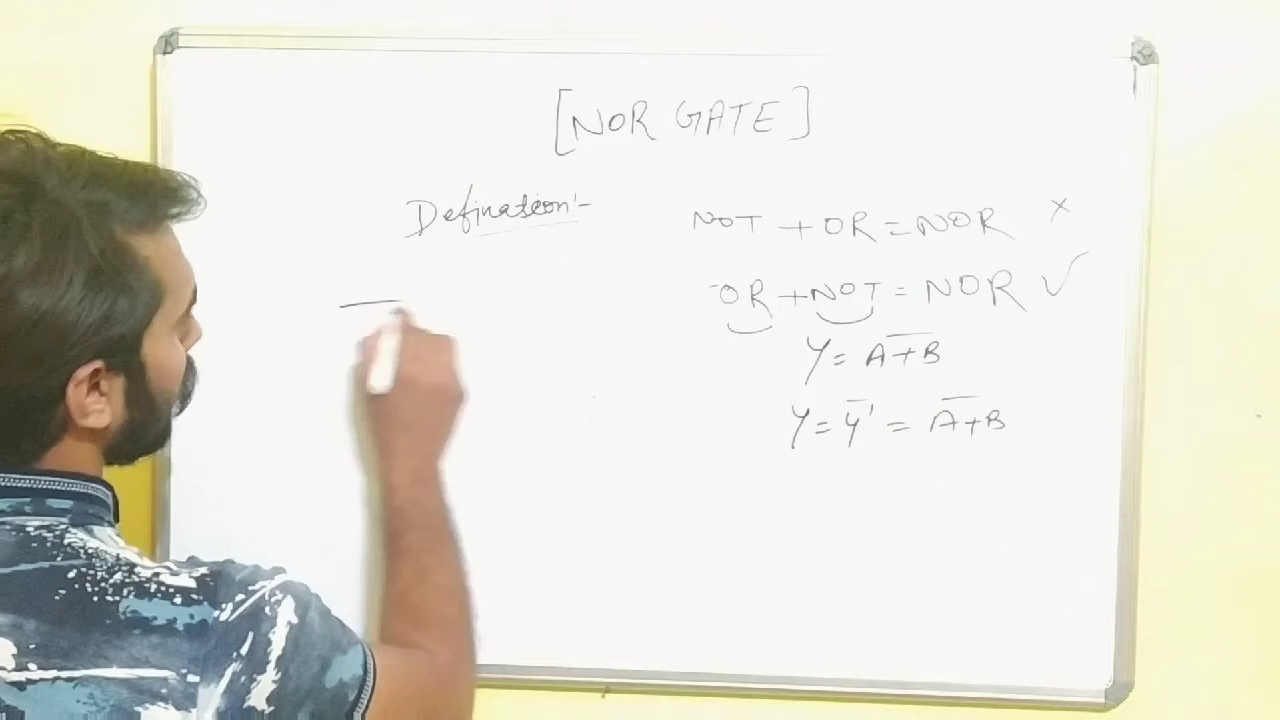 [NOR GATE]
Defination:-
NOT + OR = NOR ×
OR + NOT = NOR ✓
Y = A̅+̅B̅
Y = Y̅' = A̅+̅B̅